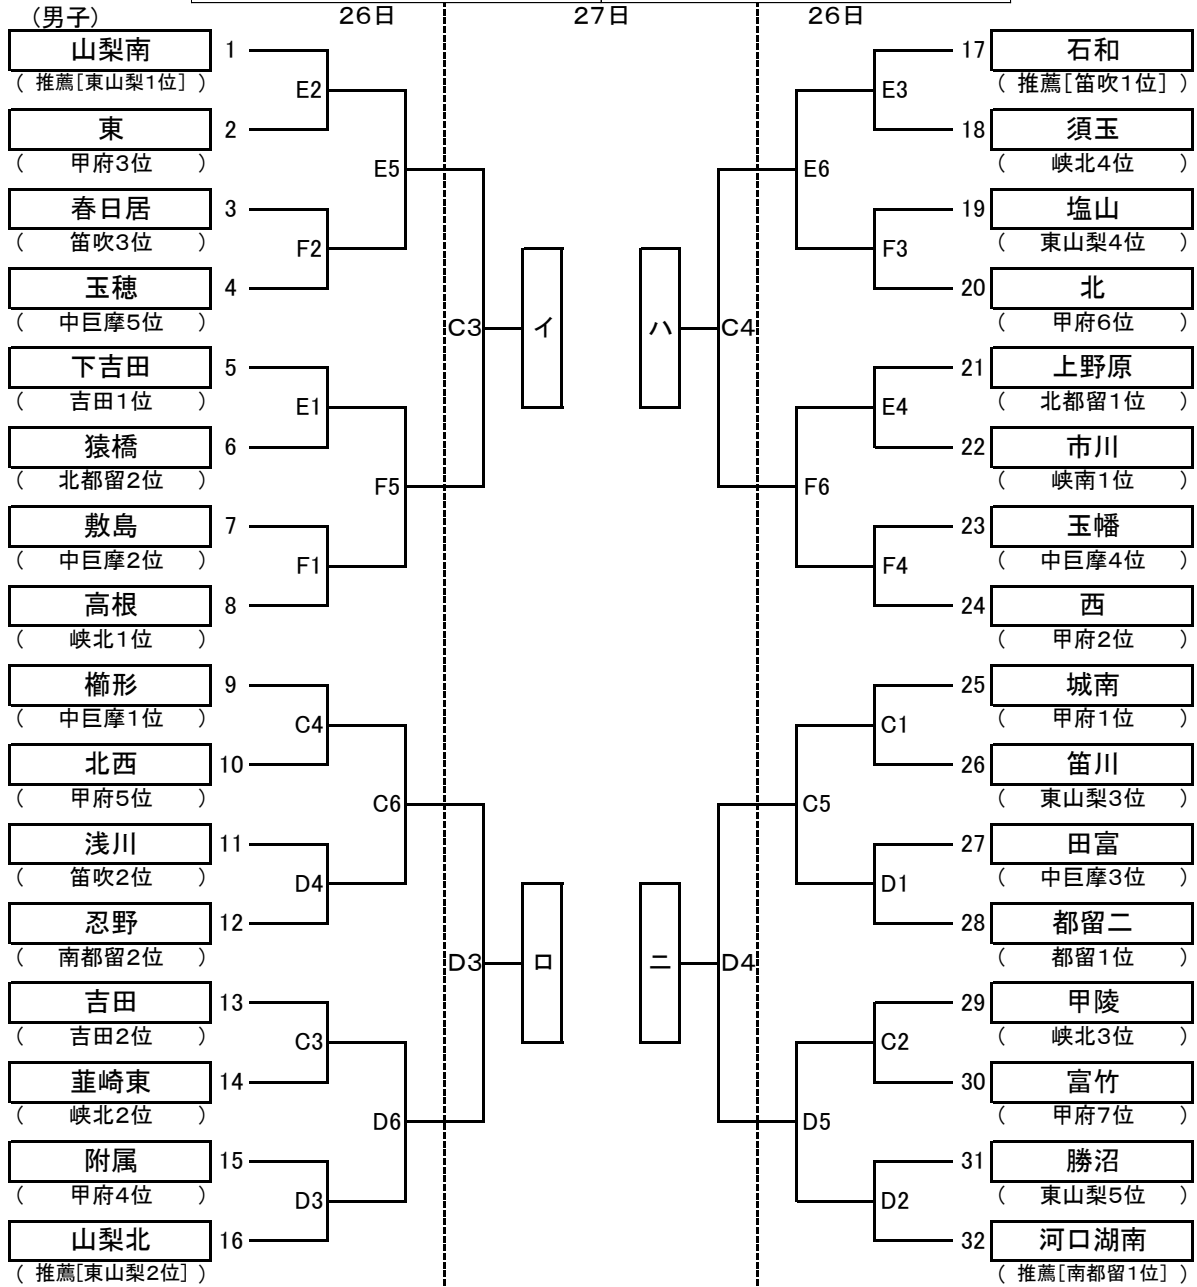 (男子)
26日
27日
26日
山梨南
1
( 推薦[東山梨1位] )
E2
東
2
( 甲府3位 )
E5
春日居
3
( 笛吹3位 )
F2
玉穂
4
( 中巨摩5位 )
C3
イ
下吉田
5
( 吉田1位 )
E1
猿橋
6
( 北都留2位 )
F5
敷島
7
( 中巨摩2位 )
F1
高根
8
( 峡北1位 )
櫛形
9
( 中巨摩1位 )
C4
北西
10
( 甲府5位 )
C6
浅川
11
( 笛吹2位 )
D4
忍野
12
( 南都留2位 )
D3
ロ
吉田
13
( 吉田2位 )
C3
韮崎東
14
( 峡北2位 )
D6
附属
15
( 甲府4位 )
D3
山梨北
16
( 推薦[東山梨2位] )
17
石和
( 推薦[笛吹1位] )
E3
18
須玉
( 峡北4位 )
E6
19
塩山
( 東山梨4位 )
F3
20
北
( 甲府6位 )
ハ
C4
21
上野原
( 北都留1位 )
E4
22
市川
( 峡南1位 )
F6
23
玉幡
( 中巨摩4位 )
F4
24
西
( 甲府2位 )
25
城南
( 甲府1位 )
C1
26
笛川
( 東山梨3位 )
C5
27
田富
( 中巨摩3位 )
D1
28
都留二
( 都留1位 )
ニ
D4
29
甲陵
( 峡北3位 )
C2
30
富竹
( 甲府7位 )
D5
31
勝沼
( 東山梨5位 )
D2
32
河口湖南
( 推薦[南都留1位] )